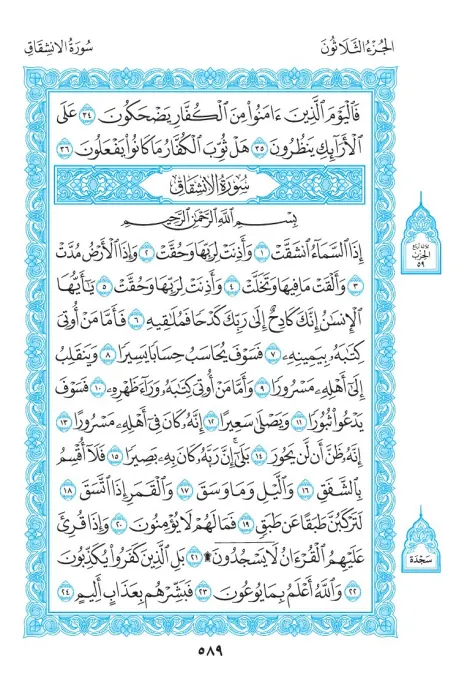 سُورَةُ الانشِقَاقِ
الجُزءُ الثَّلَاثُونَ
فَٱلۡيَوۡمَ ٱلَّذِينَ ءَامَنُواْ مِنَ ٱلۡكُفَّارِ يَضۡحَكُونَ ٣٤ عَلَى
ٱلۡأَرَآئِكِ يَنظُرُونَ ٣٥ هَلۡ ثُوِّبَ ٱلۡكُفَّارُ مَا كَانُواْ يَفۡعَلُونَ ٣٦
سُورَةُ الانشِقَاقِ
بِسۡمِ ٱللَّهِ ٱلرَّحۡمَٰنِ ٱلرَّحِيمِ
إِذَا ٱلسَّمَآءُ ٱنشَقَّتۡ ١ وَأَذِنَتۡ لِرَبِّهَا وَحُقَّتۡ ٢ وَإِذَا ٱلۡأَرۡضُ مُدَّتۡ
٣ وَأَلۡقَتۡ مَا فِيهَا وَتَخَلَّتۡ ٤ وَأَذِنَتۡ لِرَبِّهَا وَحُقَّتۡ ٥ يَٰٓأَيُّهَا
ٱلۡإِنسَٰنُ إِنَّكَ كَادِحٌ إِلَىٰ رَبِّكَ كَدۡحٗا فَمُلَٰقِيهِ ٦ فَأَمَّا مَنۡ أُوتِيَ
كِتَٰبَهُۥ بِيَمِينِهِۦ ٧ فَسَوۡفَ يُحَاسَبُ حِسَابٗا يَسِيرٗا ٨ وَيَنقَلِبُ
إِلَىٰٓ أَهۡلِهِۦ مَسۡرُورٗا ٩ وَأَمَّا مَنۡ أُوتِيَ كِتَٰبَهُۥ وَرَآءَ ظَهۡرِهِۦ ١٠ فَسَوۡفَ
يَدۡعُواْ ثُبُورٗا ١١ وَيَصۡلَىٰ سَعِيرًا ١٢ إِنَّهُۥ كَانَ فِيٓ أَهۡلِهِۦ مَسۡرُورًا ١٣
إِنَّهُۥ ظَنَّ أَن لَّن يَحُورَ ١٤ بَلَىٰٓۚ إِنَّ رَبَّهُۥ كَانَ بِهِۦ بَصِيرٗا ١٥ فَلَآ أُقۡسِمُ
بِٱلشَّفَقِ ١٦ وَٱلَّيۡلِ وَمَا وَسَقَ ١٧ وَٱلۡقَمَرِ إِذَا ٱتَّسَقَ ١٨
لَتَرۡكَبُنَّ طَبَقًا عَن طَبَقٖ ١٩ فَمَا لَهُمۡ لَا يُؤۡمِنُونَ ٢٠ وَإِذَا قُرِئَ
عَلَيۡهِمُ ٱلۡقُرۡءَانُ لَا يَسۡجُدُونَۤ۩ ٢١ بَلِ ٱلَّذِينَ كَفَرُواْ يُكَذِّبُونَ
٢٢ وَٱللَّهُ أَعۡلَمُ بِمَا يُوعُونَ ٢٣ فَبَشِّرۡهُم بِعَذَابٍ أَلِيمٍ ٢٤
ثلاثة أرباع
الحزب
٥٩
سَجْدَة
٥٨٩